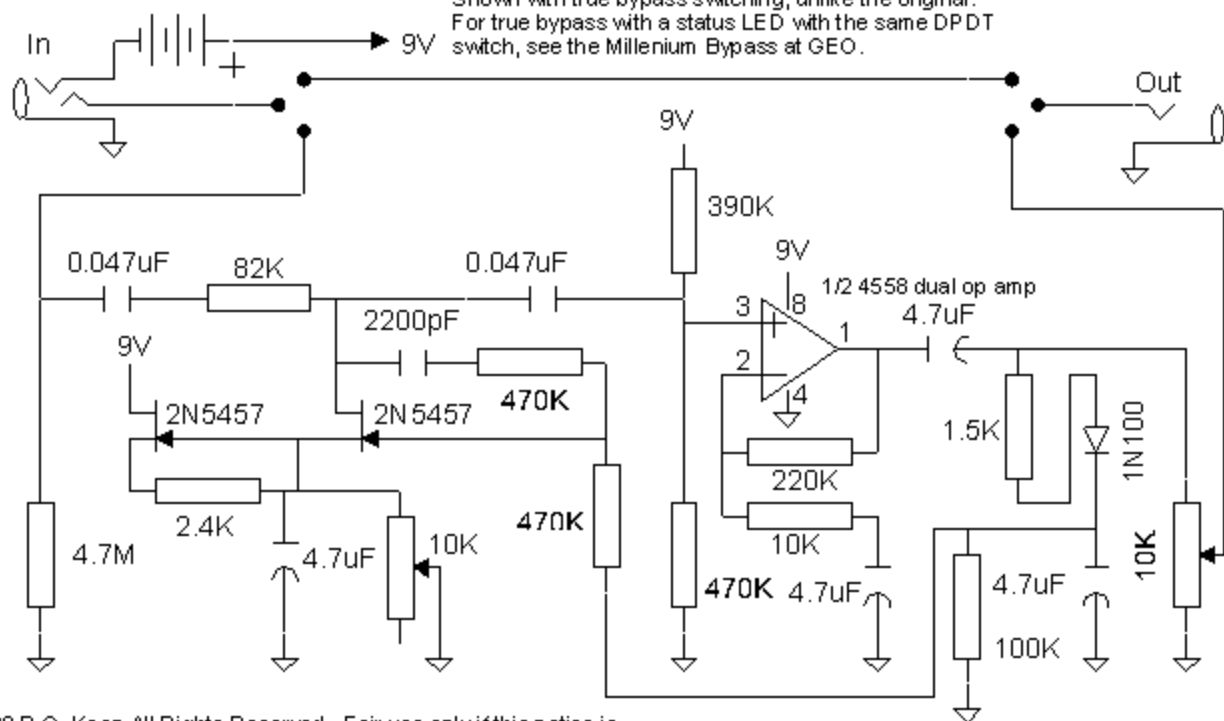 Shown with true bypass switching, unlike the original.
For true bypass with a status LED with the same DPDT
switch, see the Millenium Bypass at GEO.
In
+
9V
Out
9V
390K
0.047uF
82K
0.047uF
9V
1/2 4558 dual op amp
2200pF
3
8
4.7uF
1
9V
2
4
470K
2N5457
2N5457
1.5K
1N100
220K
2.4K
470K
10K
4.7M
4.7uF
10K
470K
4.7uF
4.7uF
10K
100K
R.G. Keen All Rights Reserved. Fair use only if this notice is